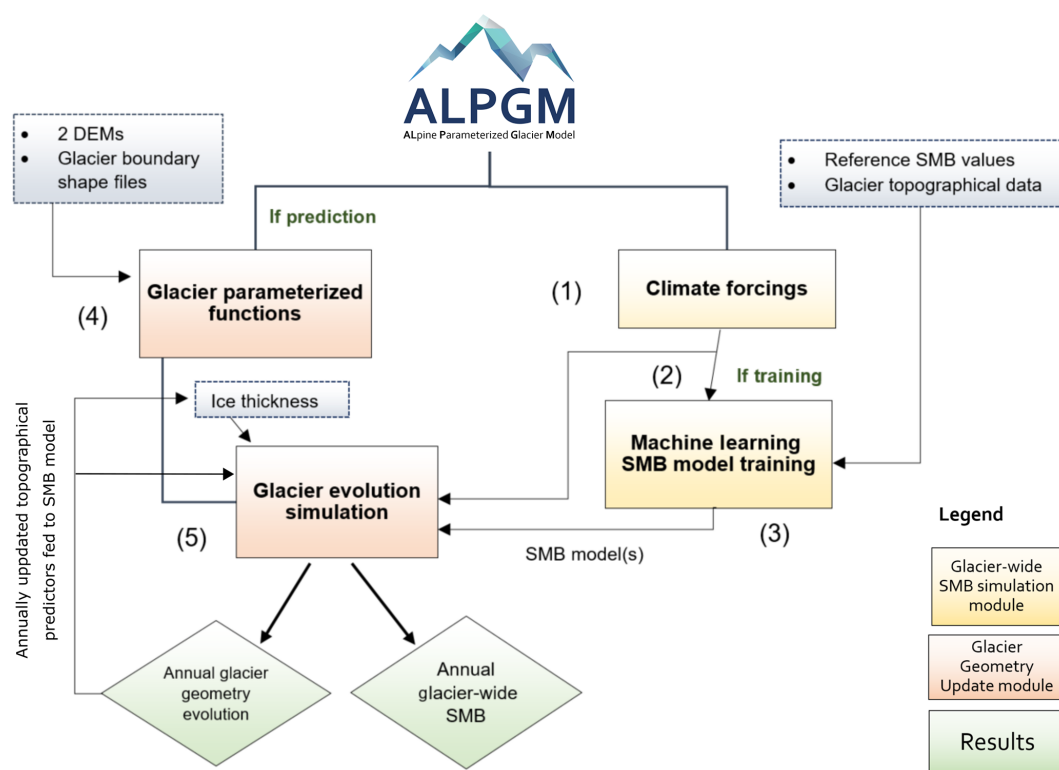 ALPGM
ALpine Parameterized Glacier Model
• 2 DEMs
• Glacier boundary
shape files
• Reference SMB values
• Glacier topographical data
If prediction
Glacier parameterized
functions
(4)
(1)
Climate forcings
(2)
If training
Ice thickness
Machine learning
SMB model training
(3)
Glacier evolution
simulation
(5)
SMB model(s)
Annually uppdated topographical
predictors fed to SMB model
Annual glacier
geometry
evolution
Annual
glacier-wide
SMB
Legend
Glacier-wide
SMB simulation
module
Glacier
Geometry
Update module
Results